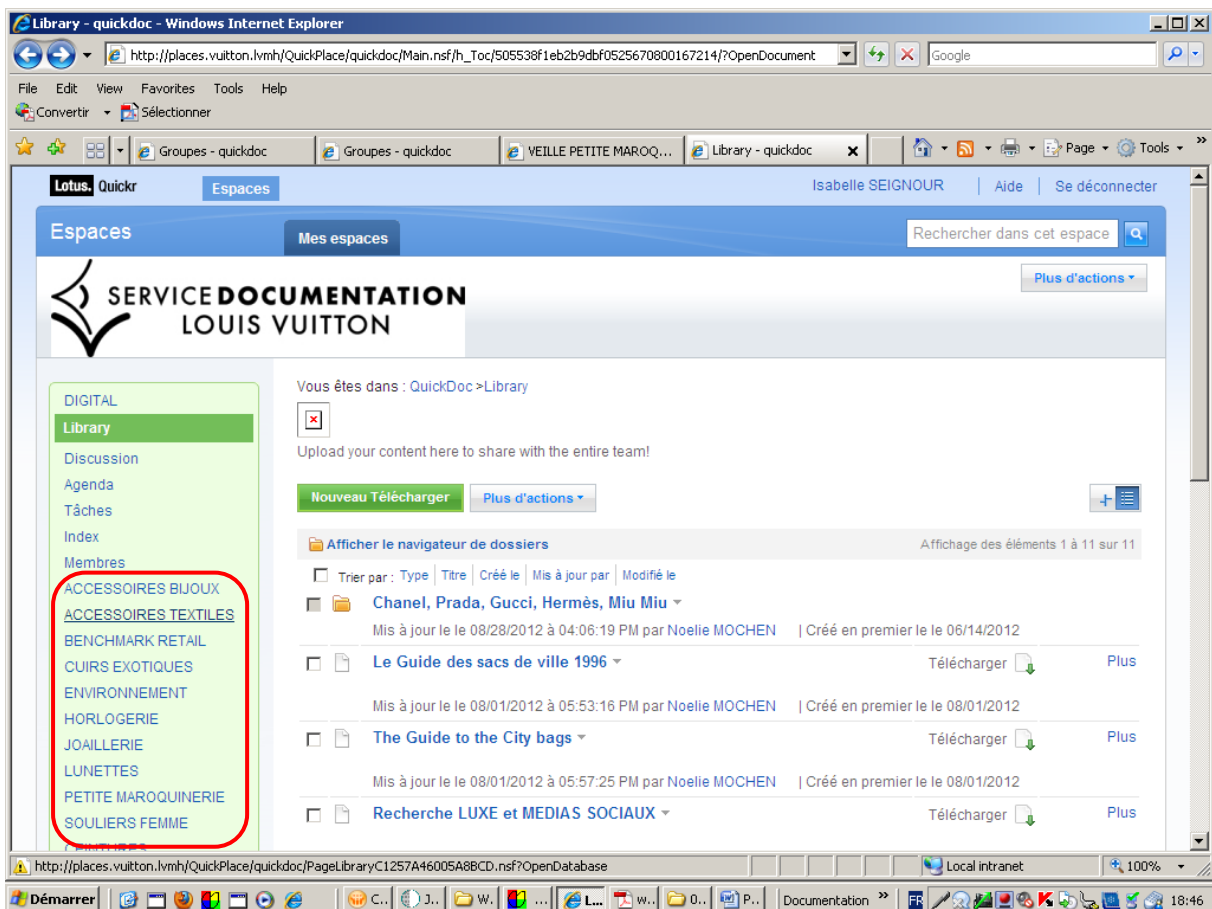 Library - quickdoc - Windows Internet Explorer
http://places.vuitton.lvmh/QuickPlace/quickdoc/Main.nsf/h_Toc/505538f1eb2b9dbf0525670800167214/?OpenDocument
Google
File Edit View Favorites Tools Help
Convertir Sélectionner
Groupes - quickdoc
Groupes - quickdoc
VEILLE PETITE MAROQ...
Library - quickdoc
Page Tools
Lotus. Quickr Espaces
Isabelle SEIGNOUR | Aide | Se déconnecter
Espaces
Mes espaces
Rechercher dans cet espace
SERVICE DOCUMENTATION
LOUIS VUITTON
Plus d'actions
DIGITAL
Library
Discussion
Agenda
Tâches
Index
Membres
ACCESSOIRES BIJOUX
ACCESSOIRES TEXTILES
BENCHMARK RETAIL
CUIRS EXOTIQUES
ENVIRONNEMENT
HORLOGERIE
JOAILLERIE
LUNETTES
PETITE MAROQUINERIE
SOULIERS FEMME
CEINTURES
Vous êtes dans : QuickDoc >Library
Upload your content here to share with the entire team!
Nouveau Télécharger
Plus d'actions
Afficher le navigateur de dossiers
Affichage des éléments 1 à 11 sur 11
Trier par : Type | Titre | Créé le | Mis à jour par | Modifié le
Chanel, Prada, Gucci, Hermès, Miu Miu
Mis à jour le le 08/28/2012 à 04:06:19 PM par Noelie MOCHEN | Créé en premier le le 06/14/2012
Le Guide des sacs de ville 1996
Télécharger Plus
Mis à jour le le 08/01/2012 à 05:53:16 PM par Noelie MOCHEN | Créé en premier le le 08/01/2012
The Guide to the City bags
Télécharger Plus
Mis à jour le le 08/01/2012 à 05:57:25 PM par Noelie MOCHEN | Créé en premier le le 08/01/2012
Recherche LUXE et MEDIAS SOCIAUX
Télécharger Plus
http://places.vuitton.lvmh/QuickPlace/quickdoc/PageLibraryC1257A46005A8BCD.nsf?OpenDatabase
Local intranet
100%
Démarrer
C.. J.. W. ... L... w.. 0.. P..
Documentation
FR
18:46